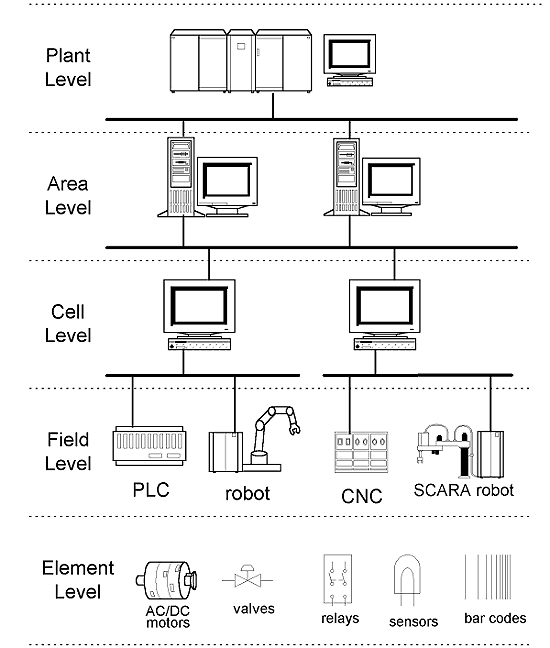 Plant
Level
Area
Level
Cell
Level
Field
Level
PLC
robot
CNC
SCARA robot
Element
Level
AC/DC
motors
valves
relays
sensors
bar codes